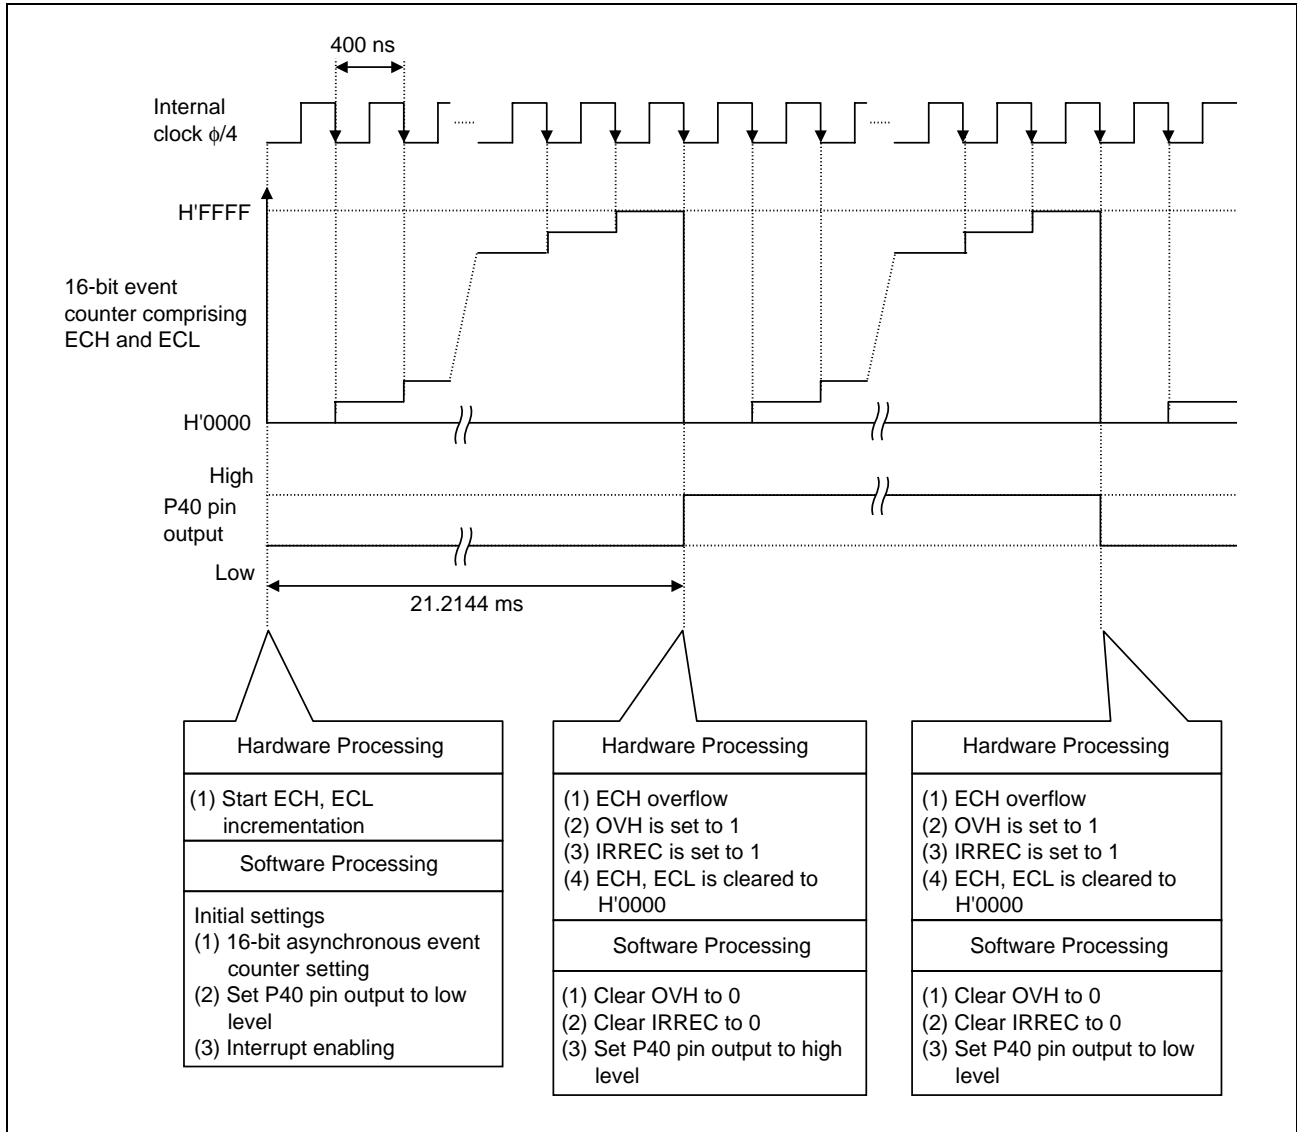 400 ns
Internal
clock ϕ/4
H'FFFF
16-bit event
counter comprising
ECH and ECL
H'0000
High
P40 pin
output
Low
21.2144 ms
Hardware Processing
(1) Start ECH, ECL
incrementation
Software Processing
Initial settings
(1) 16-bit asynchronous event
counter setting
(2) Set P40 pin output to low
level
(3) Interrupt enabling
Hardware Processing
(1) ECH overflow
(2) OVH is set to 1
(3) IRREC is set to 1
(4) ECH, ECL is cleared to
H'0000
Software Processing
(1) Clear OVH to 0
(2) Clear IRREC to 0
(3) Set P40 pin output to high
level
Hardware Processing
(1) ECH overflow
(2) OVH is set to 1
(3) IRREC is set to 1
(4) ECH, ECL is cleared to
H'0000
Software Processing
(1) Clear OVH to 0
(2) Clear IRREC to 0
(3) Set P40 pin output to low
level